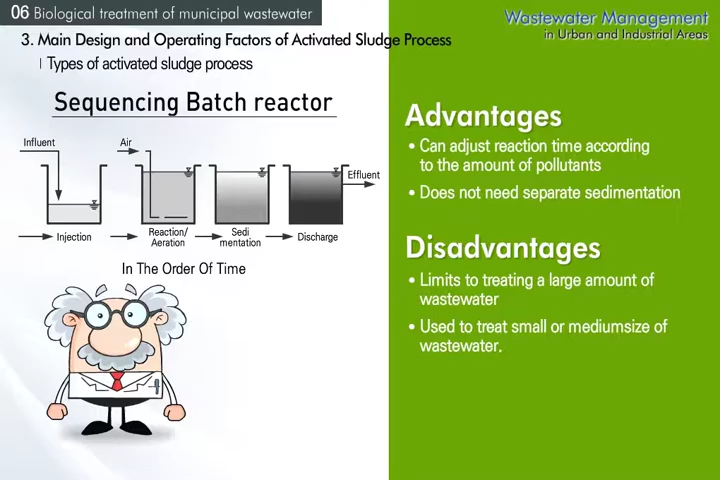 06 Biological treatment of municipal wastewater
Wastewater Management
in Urban and Industrial Areas
3. Main Design and Operating Factors of Activated Sludge Process
| Types of activated sludge process
Sequencing Batch reactor
Influent
Air
Effluent
Injection
Reaction/
Aeration
Sedi
mentation
Discharge
In The Order Of Time
Advantages
• Can adjust reaction time according
to the amount of pollutants
• Does not need separate sedimentation
Disadvantages
• Limits to treating a large amount of
wastewater
• Used to treat small or mediumsize of
wastewater.